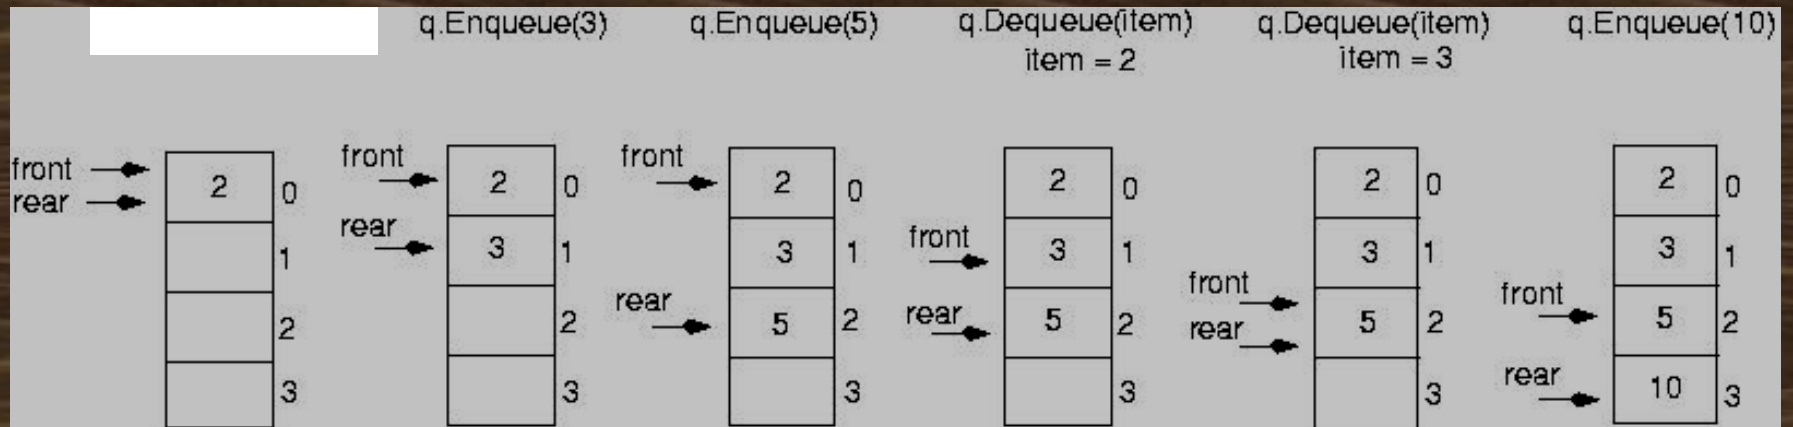 q.Enqueue(3)
q.Enqueue(5)
q.Dequeue(item)
item = 2
q.Dequeue(item)
item = 3
q.Enqueue(10)
front
rear
2
0
1
2
3
front
rear
2
0
3
1
2
3
front
rear
2
0
3
1
5
2
3
front
rear
2
0
3
1
5
2
3
front
rear
2
0
3
1
5
2
3
front
rear
2
0
3
1
5
2
10
3